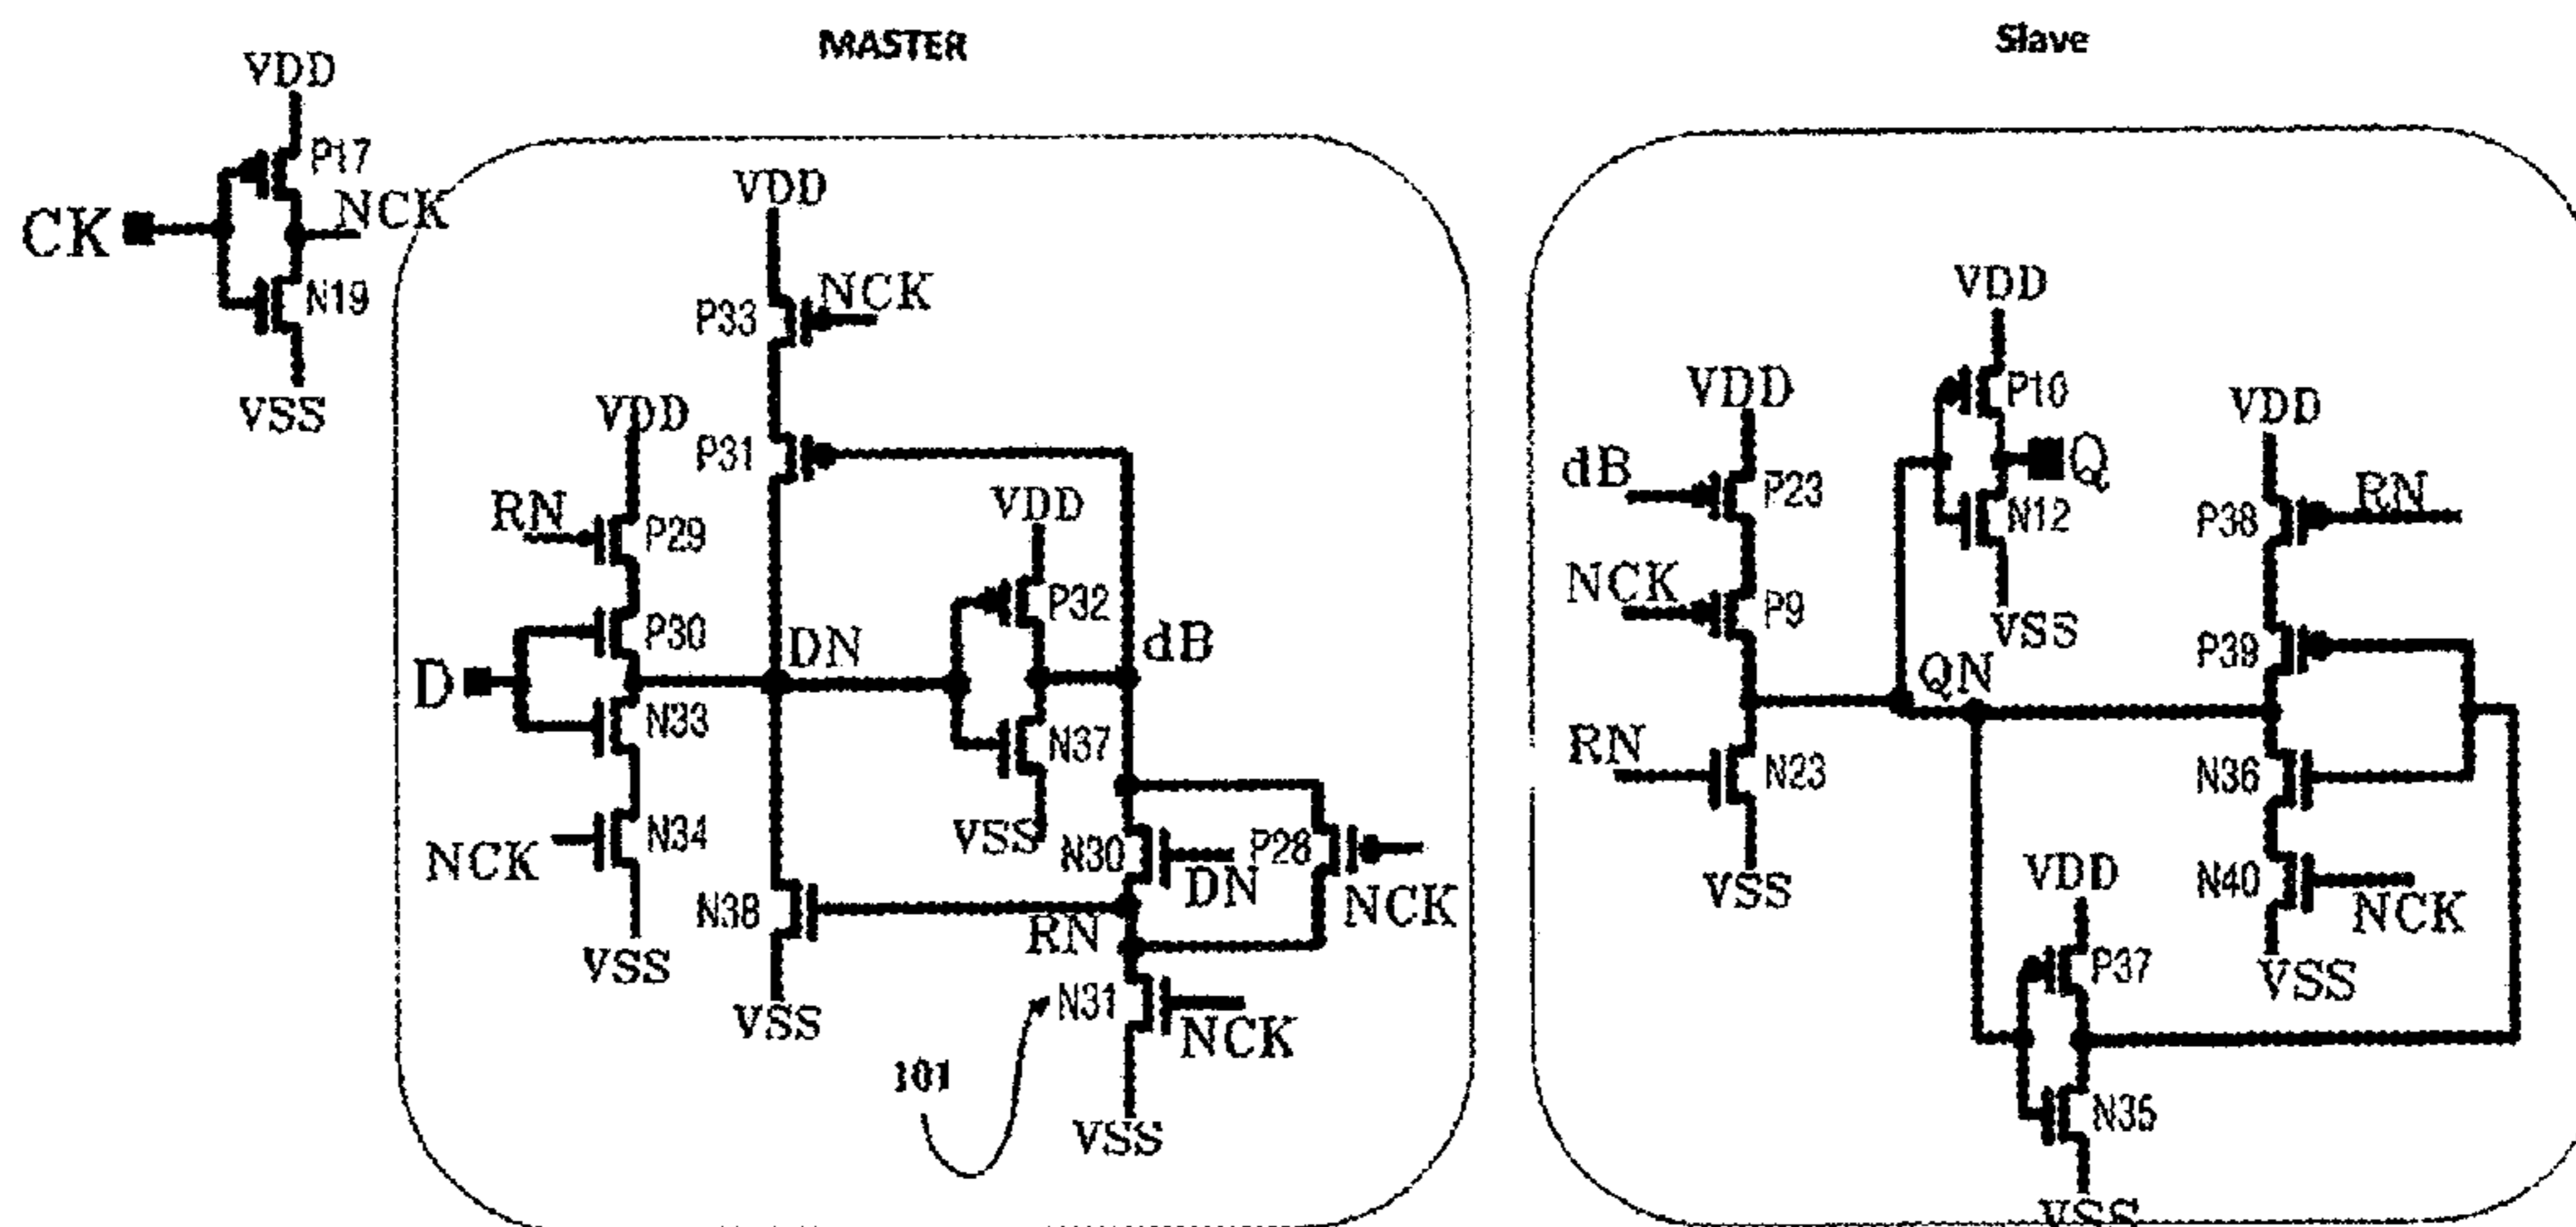 MASTER
Slave
VDD
P17
CK
NCK
N19
VSS
VDD
P33
NCK
P31
VDD
RN
P29
P30
D
N33
N34
NCK
VSS
DN
VDD
P32
dB
N37
VSS
N30
DN
P28
NCK
N38
RN
VSS
N31
NCK
101
VSS
VDD
dB
P23
NCK
P9
RN
N23
VSS
QN
VDD
P10
Q
N12
VSS
VDD
P38
RN
P39
N36
N40
NCK
VSS
VDD
P37
N35
VSS